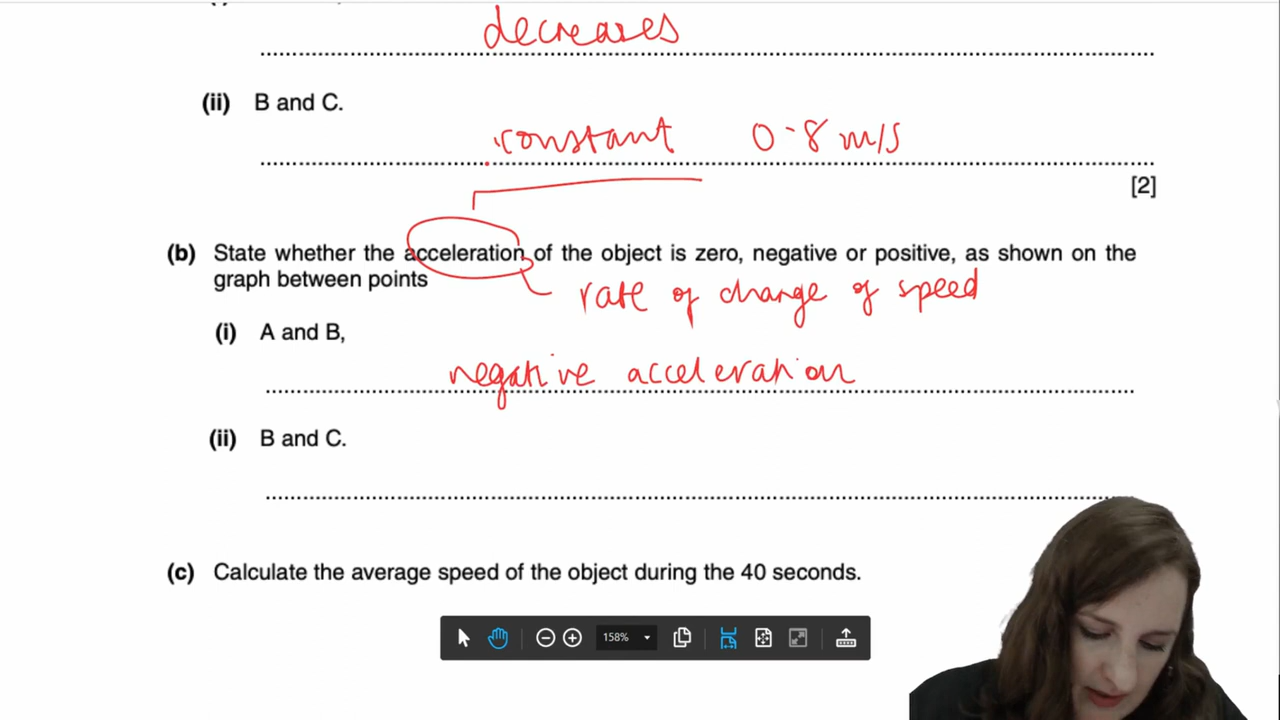 decreases
(ii) B and C.
constant 0.8 m/s
[2]
(b) State whether the acceleration of the object is zero, negative or positive, as shown on the
graph between points
rate of change of speed
(i) A and B,
negative acceleration
(ii) B and C.
(c) Calculate the average speed of the object during the 40 seconds.
158%